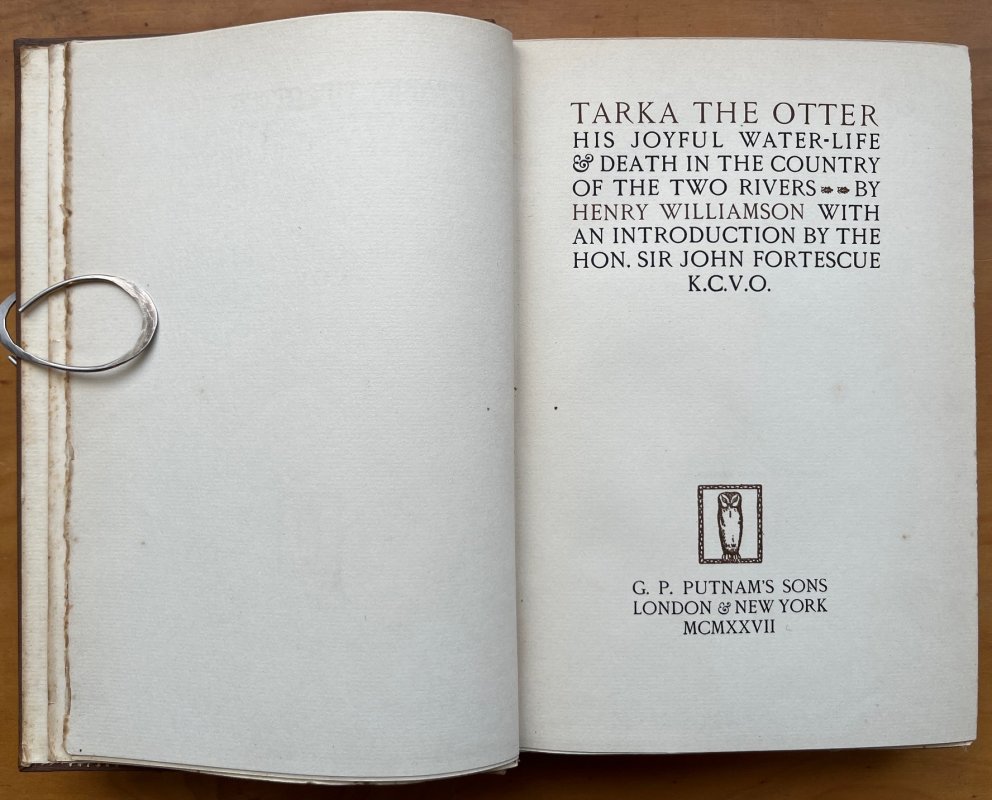 TARKA THE OTTER
HIS JOYFUL WATER-LIFE
& DEATH IN THE COUNTRY
OF THE TWO RIVERS BY
HENRY WILLIAMSON WITH
AN INTRODUCTION BY THE
HON. SIR JOHN FORTESCUE
K.C.V.O.
G. P. PUTNAM'S SONS
LONDON & NEW YORK
MCMXXVII